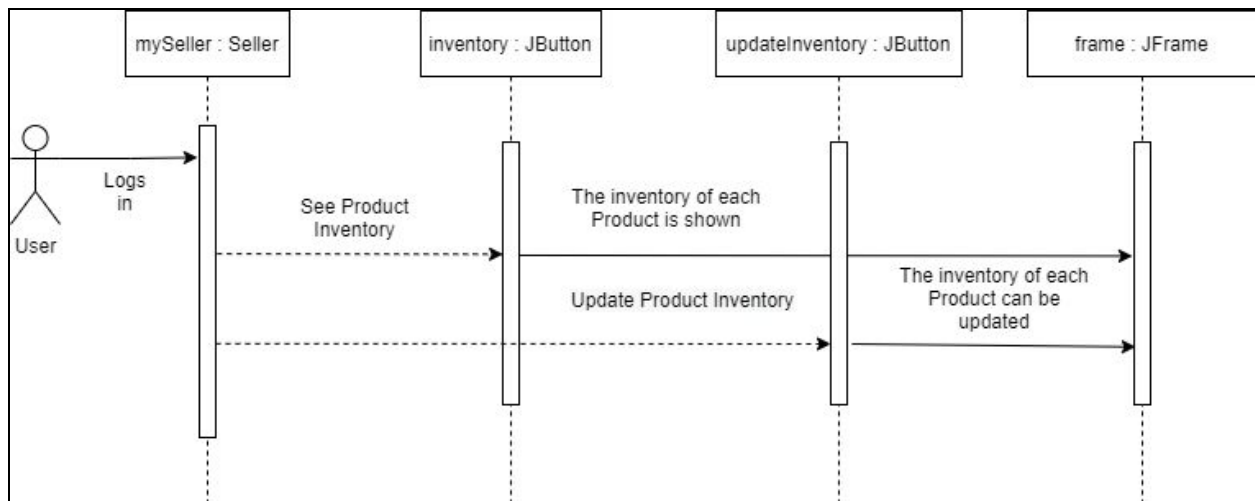 mySeller : Seller
inventory : JButton
updateInventory : JButton
frame : JFrame
Logs
in
User
See Product
Inventory
The inventory of each
Product is shown
Update Product Inventory
The inventory of each
Product can be
updated